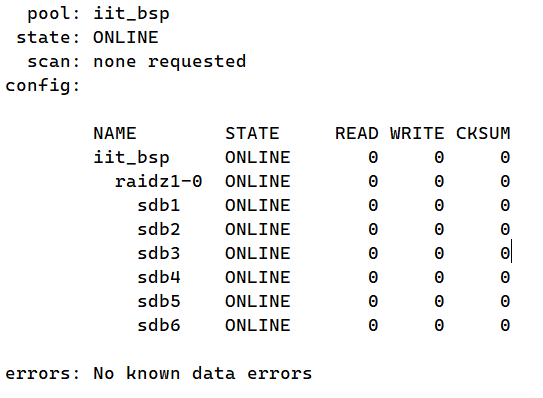 pool: iit_bsp
state: ONLINE
scan: none requested
config:
NAME STATE READ WRITE CKSUM
iit_bsp ONLINE 0 0 0
raidz1-0 ONLINE 0 0 0
sdb1 ONLINE 0 0 0
sdb2 ONLINE 0 0 0
sdb3 ONLINE 0 0 0
sdb4 ONLINE 0 0 0
sdb5 ONLINE 0 0 0
sdb6 ONLINE 0 0 0
errors: No known data errors